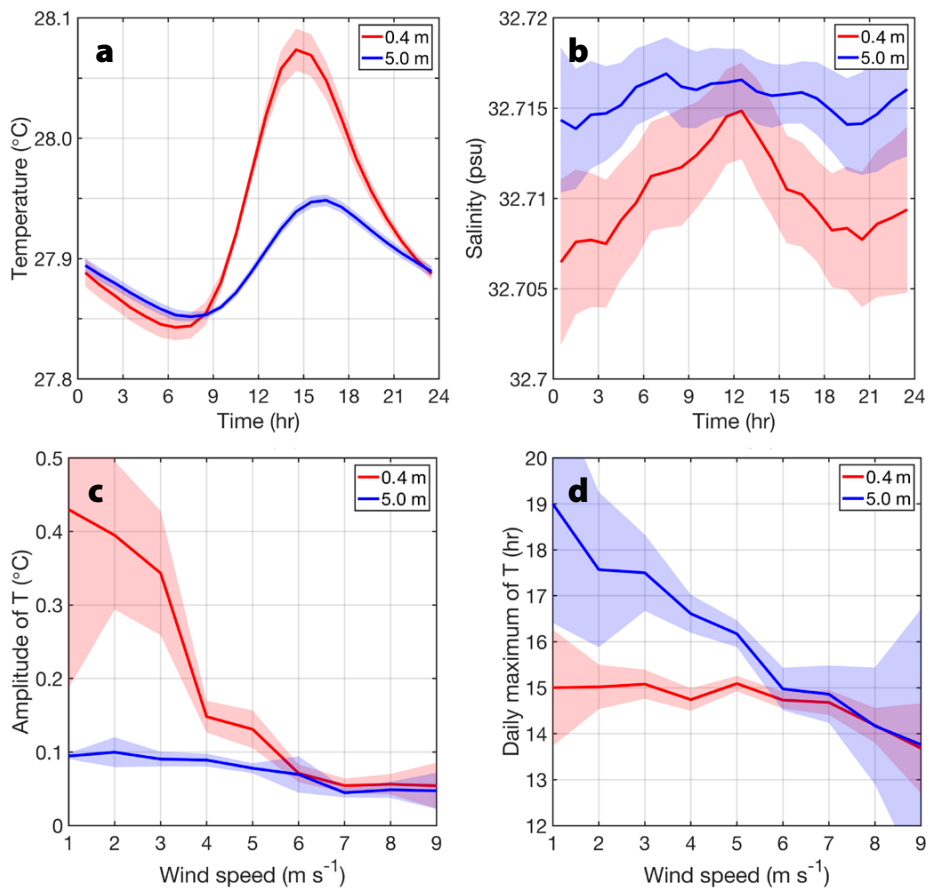 a
0.4 m
5.0 m
28.1
28.0
27.9
27.8
Temperature (°C)
0 3 6 9 12 15 18 21 24
Time (hr)
b
0.4 m
5.0 m
32.72
32.715
32.71
32.705
32.7
Salinity (psu)
0 3 6 9 12 15 18 21 24
Time (hr)
c
0.4 m
5.0 m
0.5
0.4
0.3
0.2
0.1
0
Amplitude of T (°C)
1 2 3 4 5 6 7 8 9
Wind speed (m s-1)
d
0.4 m
5.0 m
20
19
18
17
16
15
14
13
12
Daily maximum of T (hr)
1 2 3 4 5 6 7 8 9
Wind speed (m s-1)